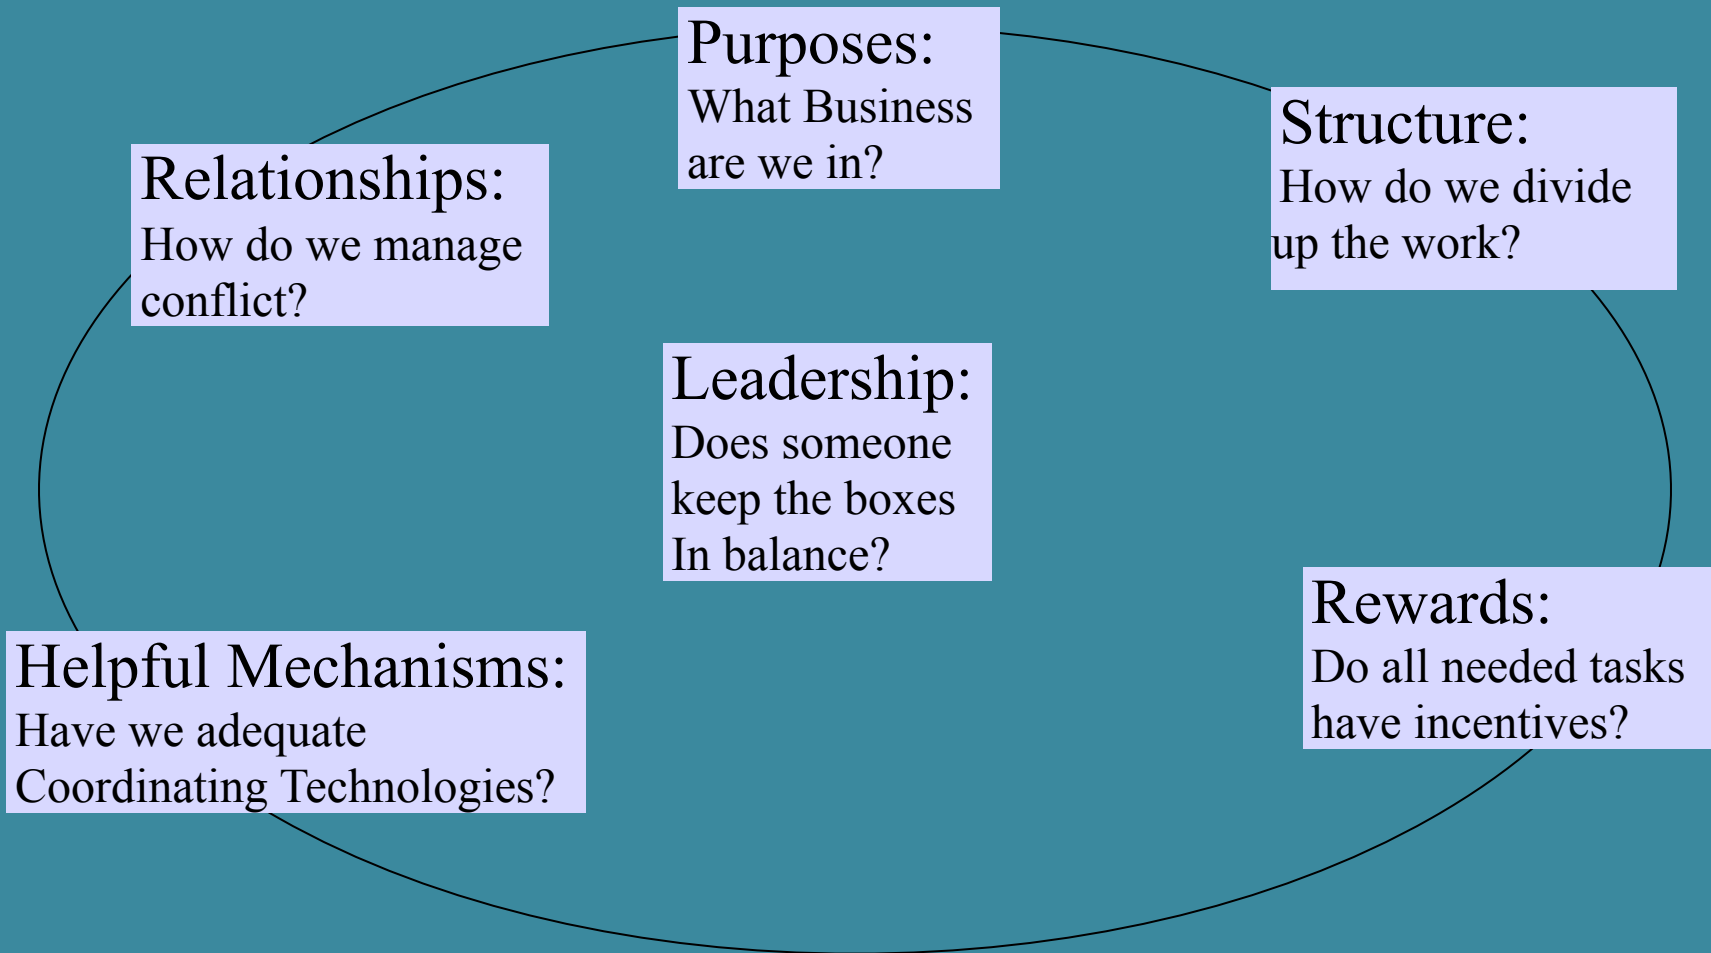 Purposes:
What Business
are we in?
Structure:
How do we divide
up the work?
Relationships:
How do we manage
conflict?
Leadership:
Does someone
keep the boxes
In balance?
Rewards:
Do all needed tasks
have incentives?
Helpful Mechanisms:
Have we adequate
Coordinating Technologies?